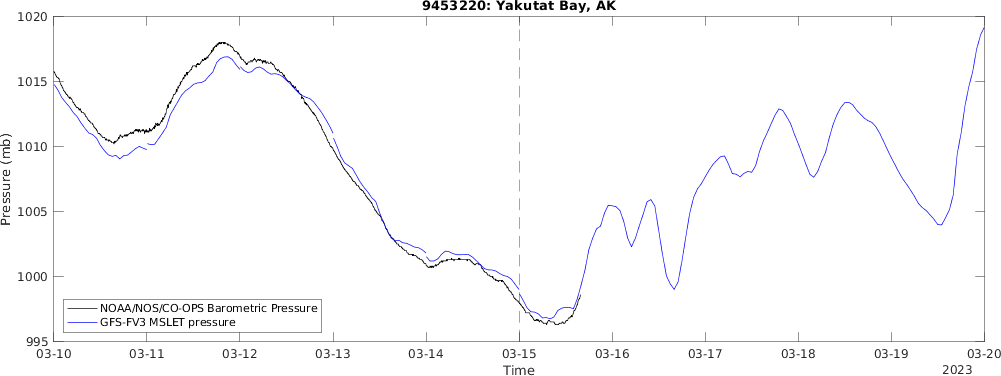 9453220: Yakutat Bay, AK
Pressure (mb)
1020
1015
1010
1005
1000
995
NOAA/NOS/CO-OPS Barometric Pressure
GFS-FV3 MSLET pressure
03-10 03-11 03-12 03-13 03-14 03-15 03-16 03-17 03-18 03-19 03-20
Time
2023